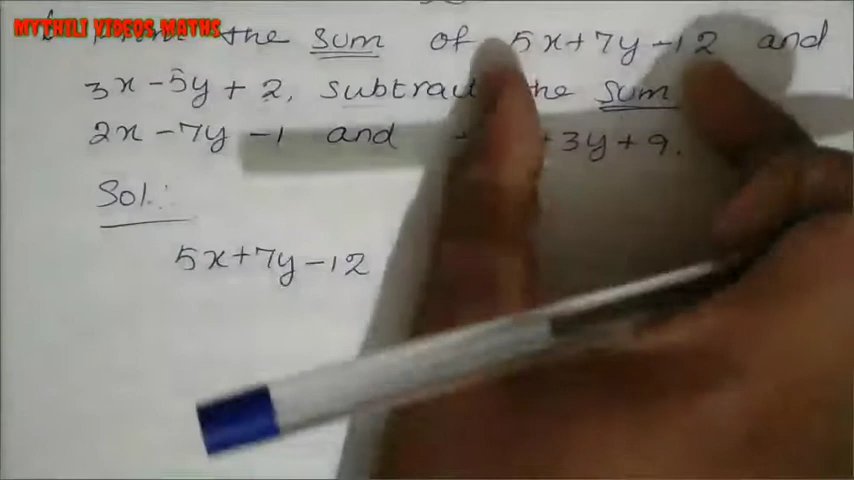 MYTHILI VIDEOS MATHS
the sum of 5x+7y-12 and
3x-5y+2, subtract the sum
2x-7y-1 and +3y+9.
Sol:
5x+7y-12